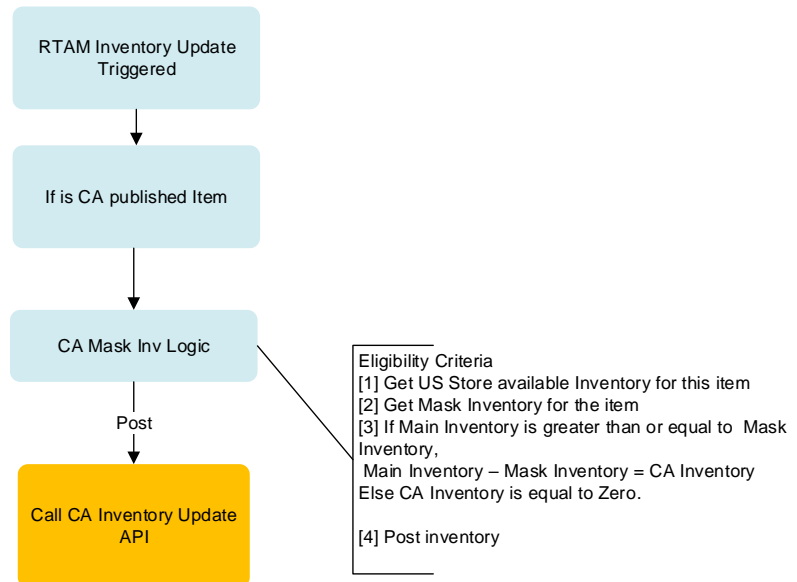 RTAM Inventory Update
Triggered
If is CA published Item
CA Mask Inv Logic
Post
Call CA Inventory Update
API
Eligibility Criteria
[1] Get US Store available Inventory for this item
[2] Get Mask Inventory for the item
[3] If Main Inventory is greater than or equal to  Mask
Inventory,
Main Inventory – Mask Inventory = CA Inventory
Else CA Inventory is equal to Zero.
[4] Post inventory